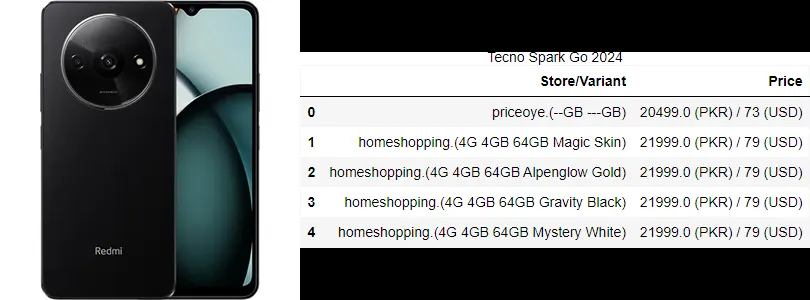 Redmi
Tecno Spark Go 2024
Store/Variant Price
0 priceoye.(--GB ---GB) 20499.0 (PKR) / 73 (USD)
1 homeshopping.(4G 4GB 64GB Magic Skin) 21999.0 (PKR) / 79 (USD)
2 homeshopping.(4G 4GB 64GB Alpenglow Gold) 21999.0 (PKR) / 79 (USD)
3 homeshopping.(4G 4GB 64GB Gravity Black) 21999.0 (PKR) / 79 (USD)
4 homeshopping.(4G 4GB 64GB Mystery White) 21999.0 (PKR) / 79 (USD)